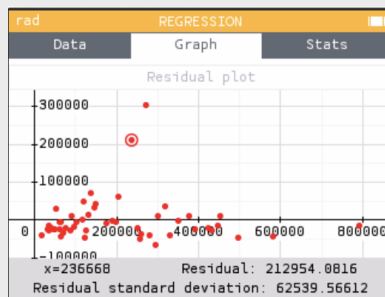 rad REGRESSION
Data Graph Stats
Residual plot
300000
200000
100000
0 200000 400000 600000 800000
-100000
x=236668 Residual: 212954.0816
Residual standard deviation: 62539.56612